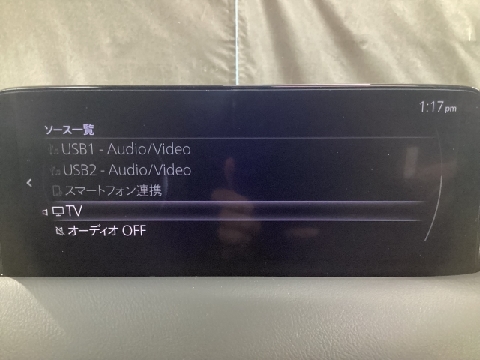 1:17pm
ソース一覧
USB1 - Audio/Video
USB2 - Audio/Video
スマートフォン連携
TV
オーディオ OFF